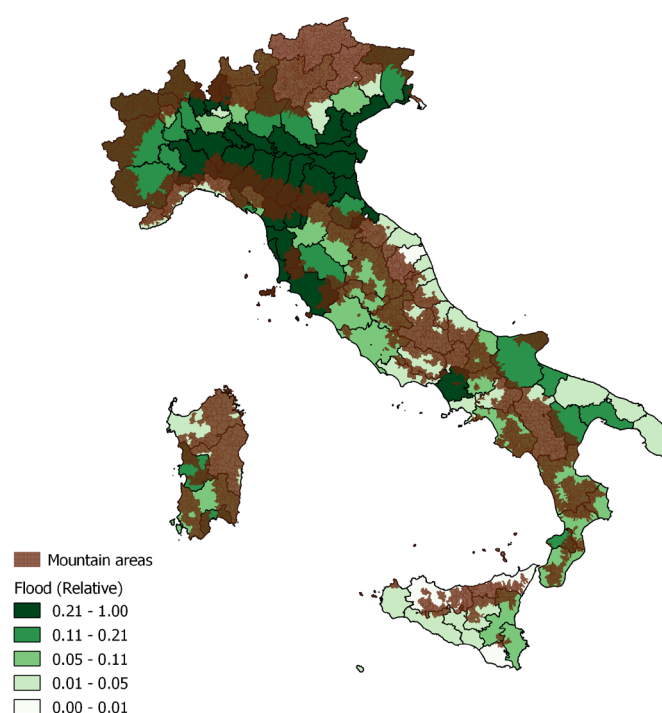 Mountain areas
Flood (Relative)
0.21 - 1.00
0.11 - 0.21
0.05 - 0.11
0.01 - 0.05
0.00 - 0.01